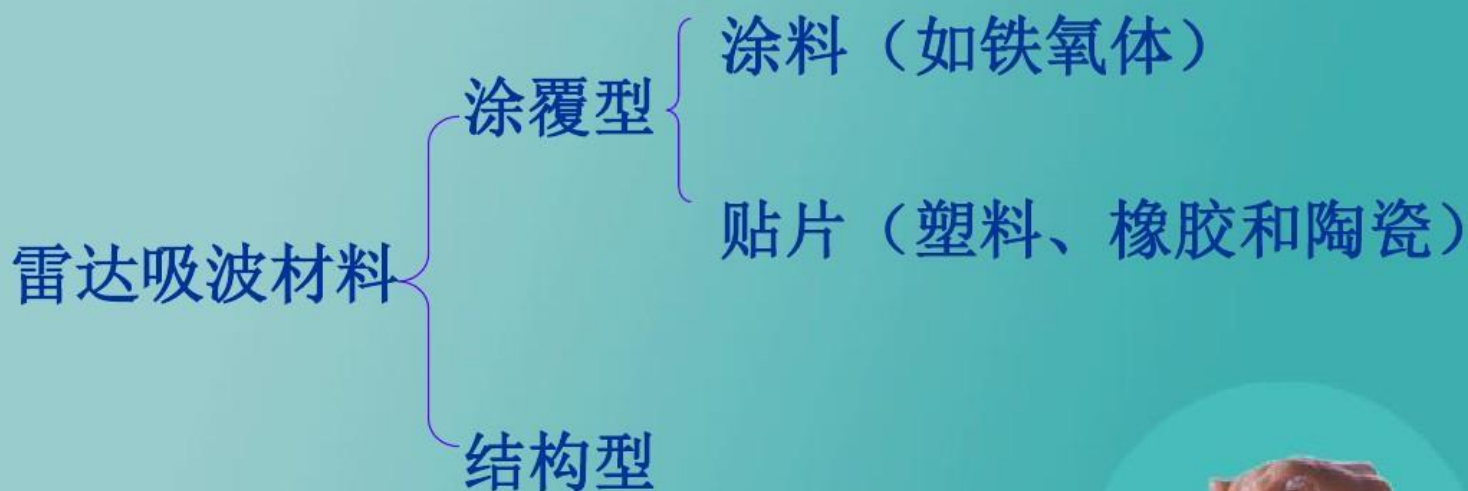 涂料（如铁氧体）
涂覆型
贴片（塑料、橡胶和陶瓷）
雷达吸波材料
结构型